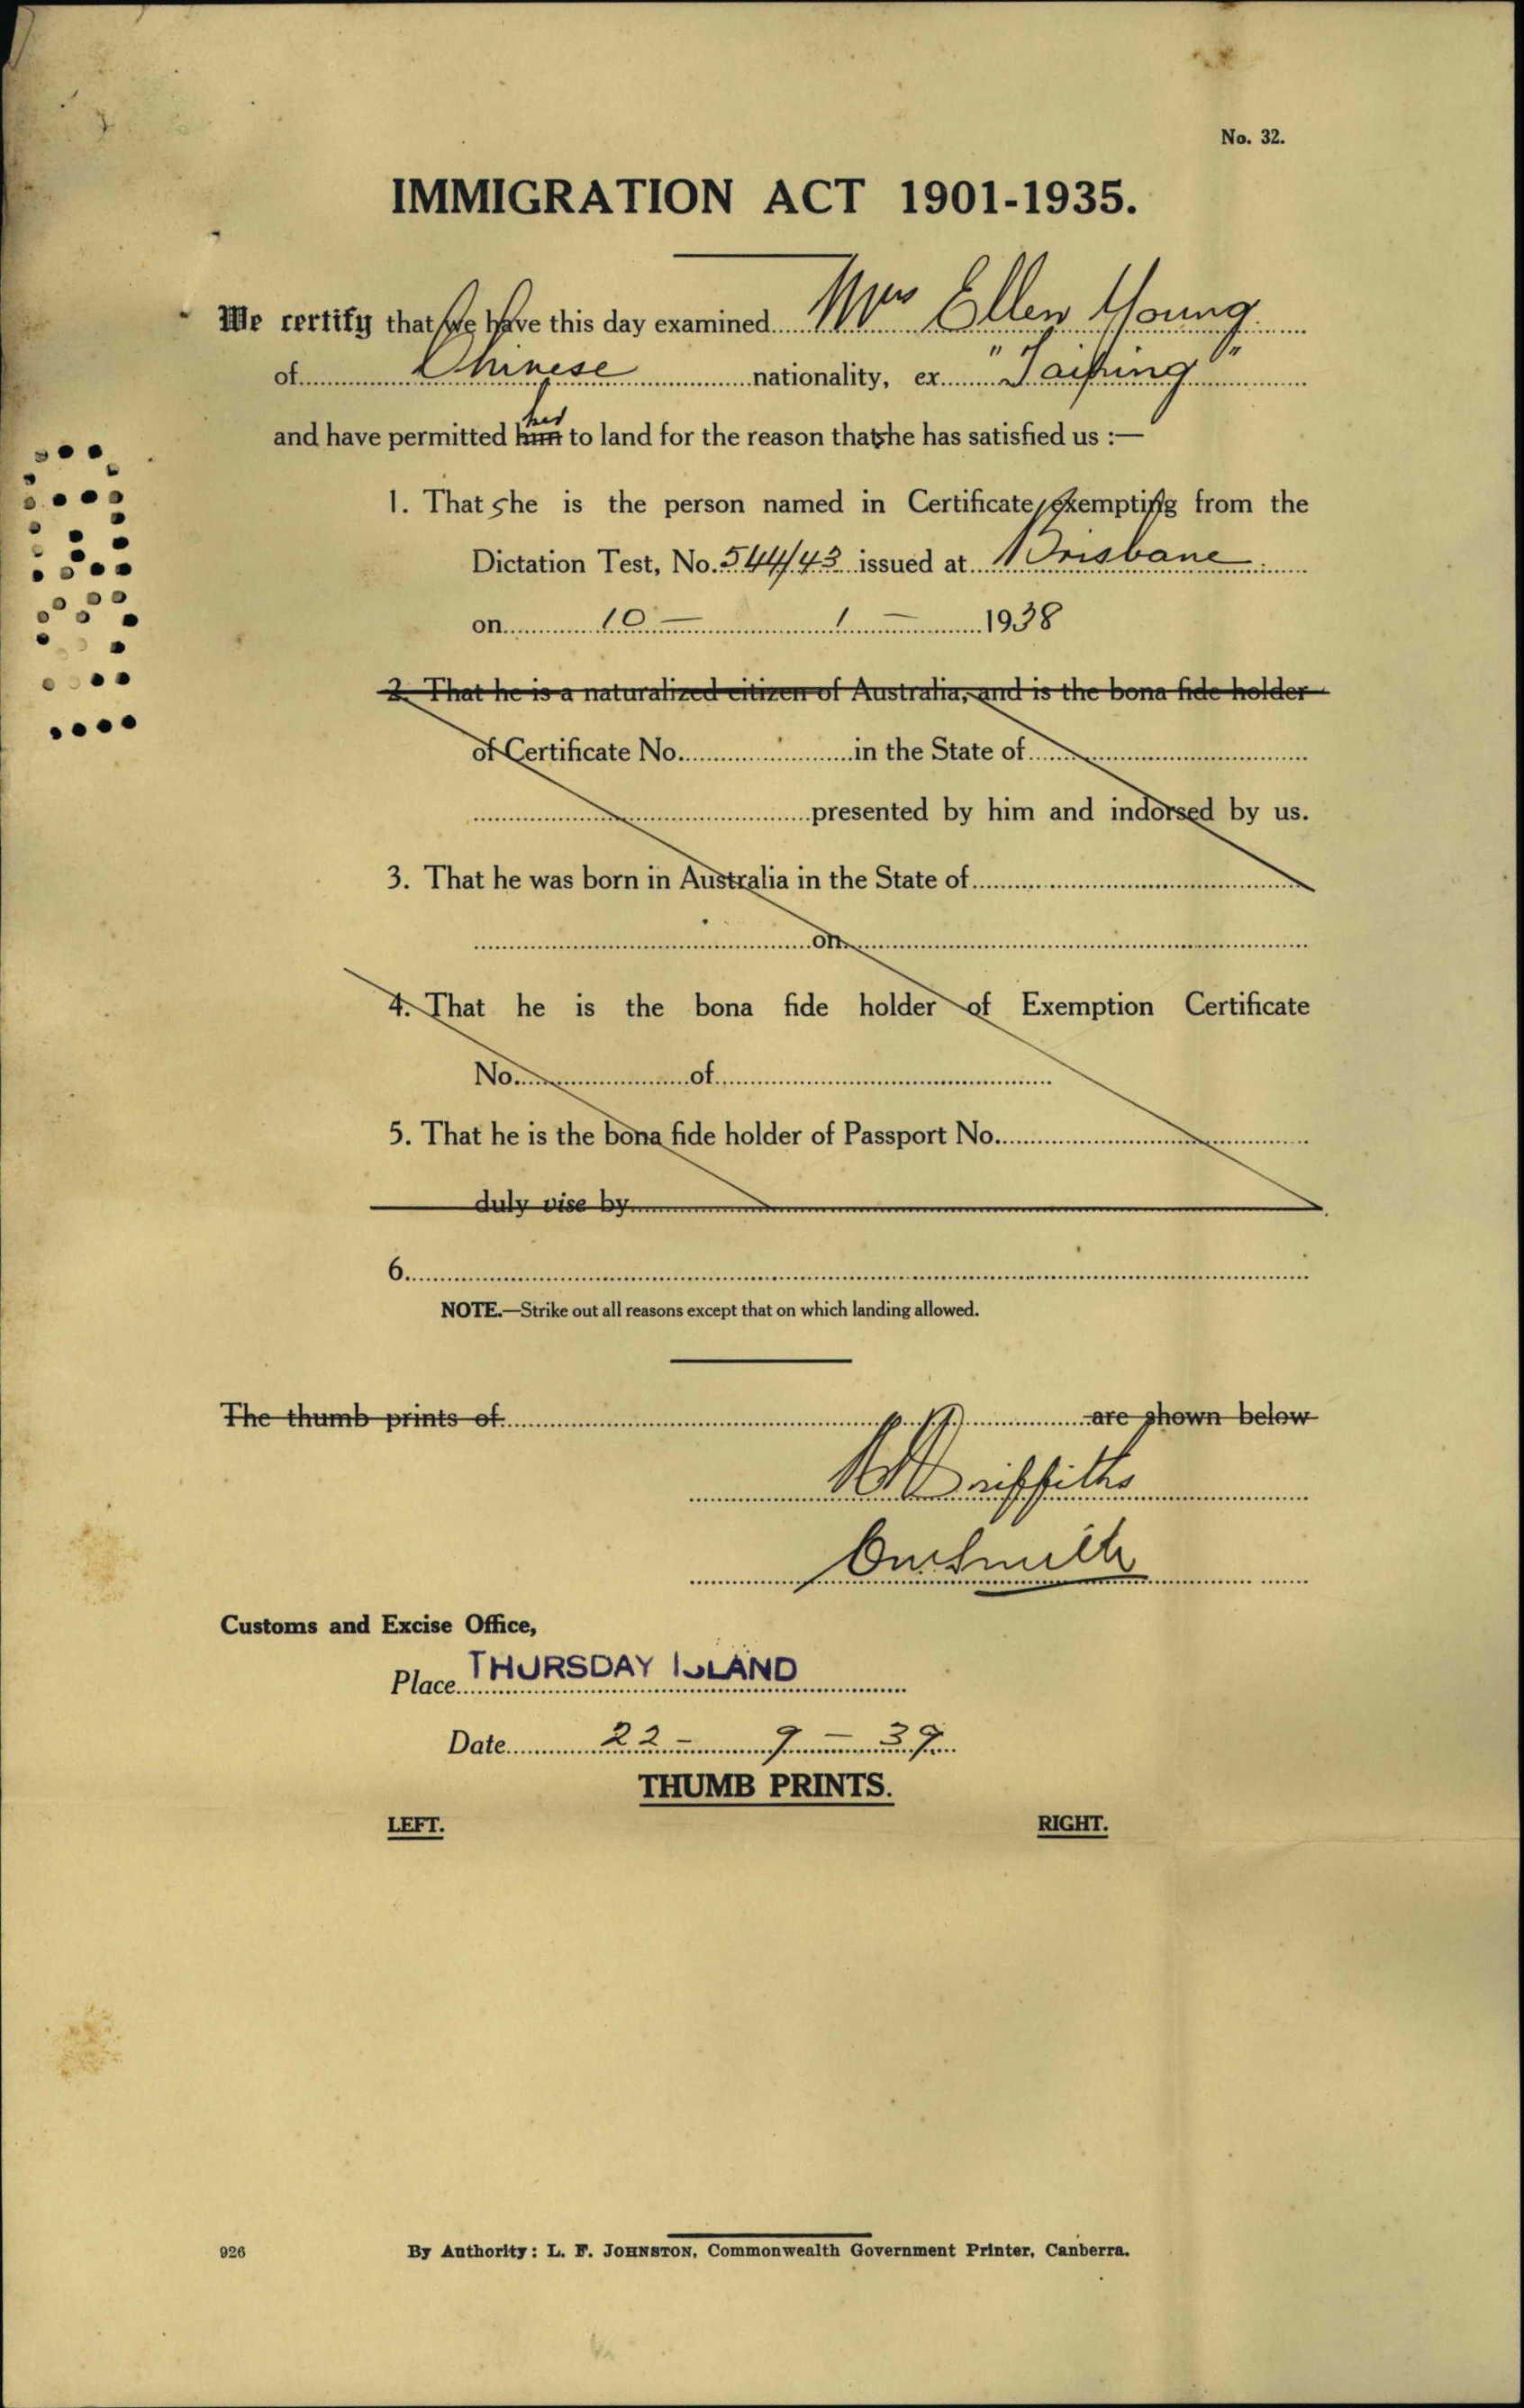 No. 32.
IMMIGRATION ACT 1901-1935.
We certify that we have this day examined Mrs Ellen Young
of Chinese nationality, ex "Taiping"
her
and have permitted him to land for the reason that she has satisfied us :—
1. That she is the person named in Certificate, exempting from the
Dictation Test, No. 544/43 issued at Brisbane
on 10 - 1 - 1938
2. That he is a naturalized citizen of Australia, and is the bona fide holder
of Certificate No. in the State of
presented by him and indorsed by us.
3. That he was born in Australia in the State of
on
4. That he is the bona fide holder of Exemption Certificate
No. of
5. That he is the bona fide holder of Passport No.
duly vise by
6.
NOTE.—Strike out all reasons except that on which landing allowed.
The thumb prints of are shown below
Griffiths
Smith
Customs and Excise Office,
Place THURSDAY ISLAND
Date 22 - 9 - 39
THUMB PRINTS.
LEFT. RIGHT.
926 By Authority: L. F. JOHNSTON, Commonwealth Government Printer, Canberra.